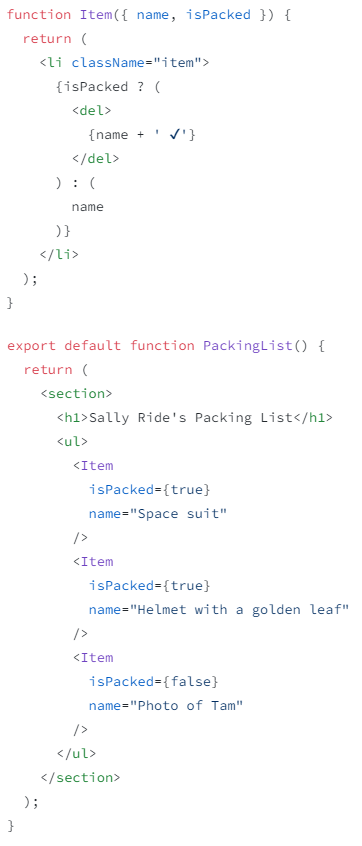 function Item({ name, isPacked }) {
  return (
    <li className="item">
      {isPacked ? (
        <del>
          {name + ' ✓'}
        </del>
      ) : (
        name
      )}
    </li>
  );
}

export default function PackingList() {
  return (
    <section>
      <h1>Sally Ride's Packing List</h1>
      <ul>
        <Item
          isPacked={true}
          name="Space suit"
        />
        <Item
          isPacked={true}
          name="Helmet with a golden leaf"
        />
        <Item
          isPacked={false}
          name="Photo of Tam"
        />
      </ul>
    </section>
  );
}